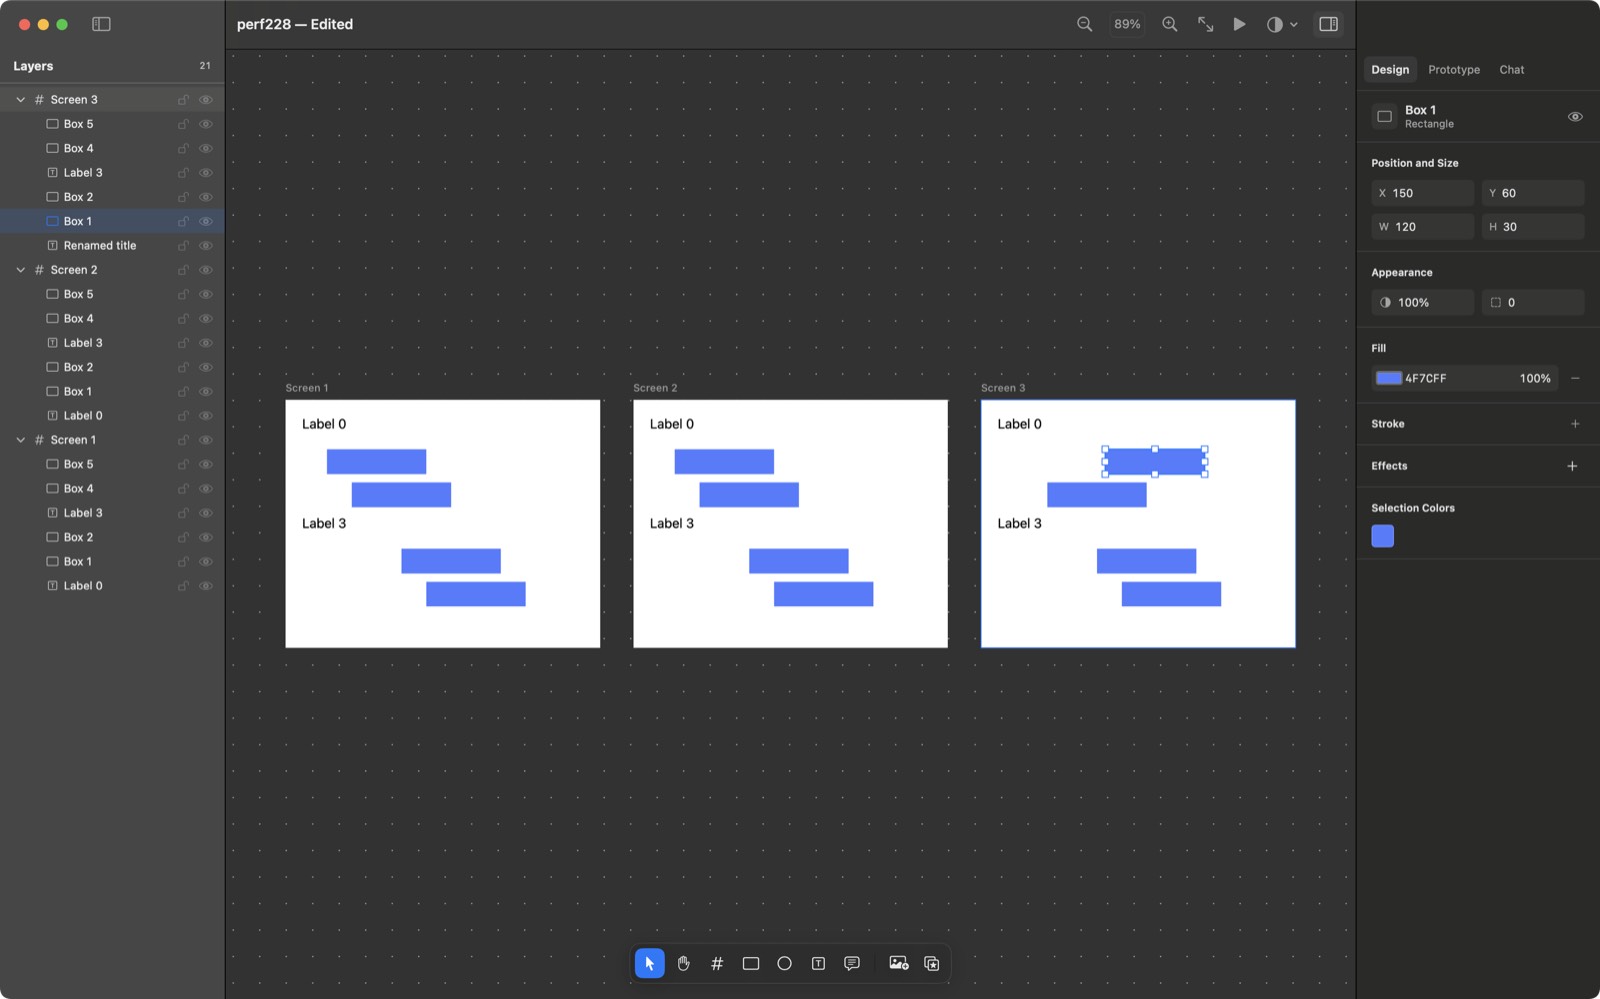 perf228 — Edited
89%
Layers
21
Screen 3
Box 5
Box 4
Label 3
Box 2
Box 1
Renamed title
Screen 2
Box 5
Box 4
Label 3
Box 2
Box 1
Label 0
Screen 1
Box 5
Box 4
Label 3
Box 2
Box 1
Label 0
Screen 1
Label 0
Label 3
Screen 2
Label 0
Label 3
Screen 3
Label 0
Label 3
Design Prototype Chat
Box 1
Rectangle
Position and Size
X 150 Y 60
W 120 H 30
Appearance
100% 0
Fill
4F7CFF 100%
Stroke
Effects
Selection Colors